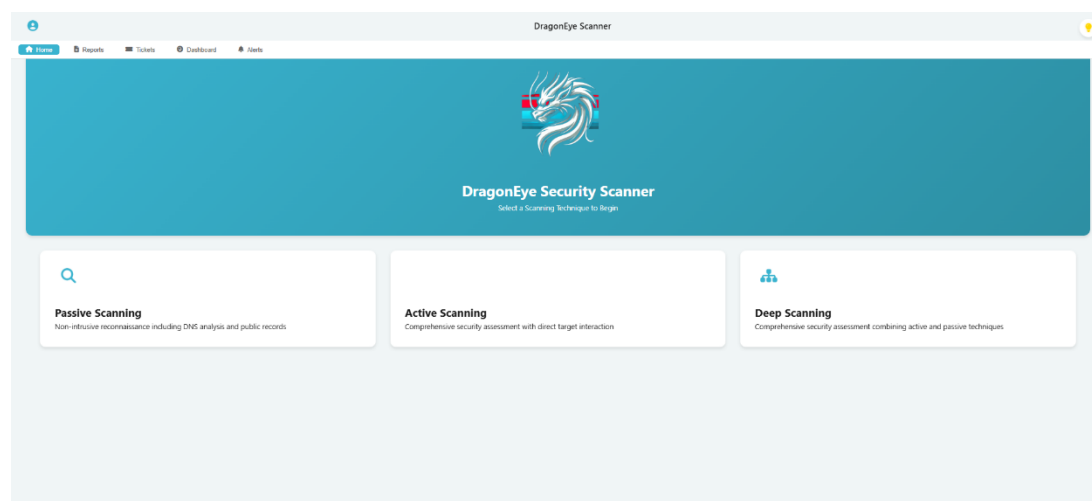 DragonEye Scanner
Home Reports Tickets Dashboard Alerts
DragonEye Security Scanner
Select a Scanning Technique to Begin
Passive Scanning
Non-intrusive reconnaissance including DNS analysis and public records
Active Scanning
Comprehensive security assessment with direct target interaction
Deep Scanning
Comprehensive security assessment combining active and passive techniques